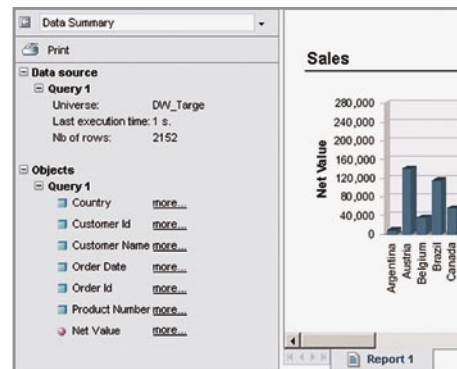 Data Summary
Print
Data source
Query 1
Universe: DW_Targe
Last execution time: 1 s.
Nb of rows: 2152
Objects
Query 1
Country more...
Customer Id more...
Customer Name more...
Order Date more...
Order Id more...
Product Number more...
Net Value more...
Sales
Net Value
280,000
240,000
200,000
160,000
120,000
80,000
40,000
0
Argentina
Austria
Belgium
Brazil
Canada
Report 1